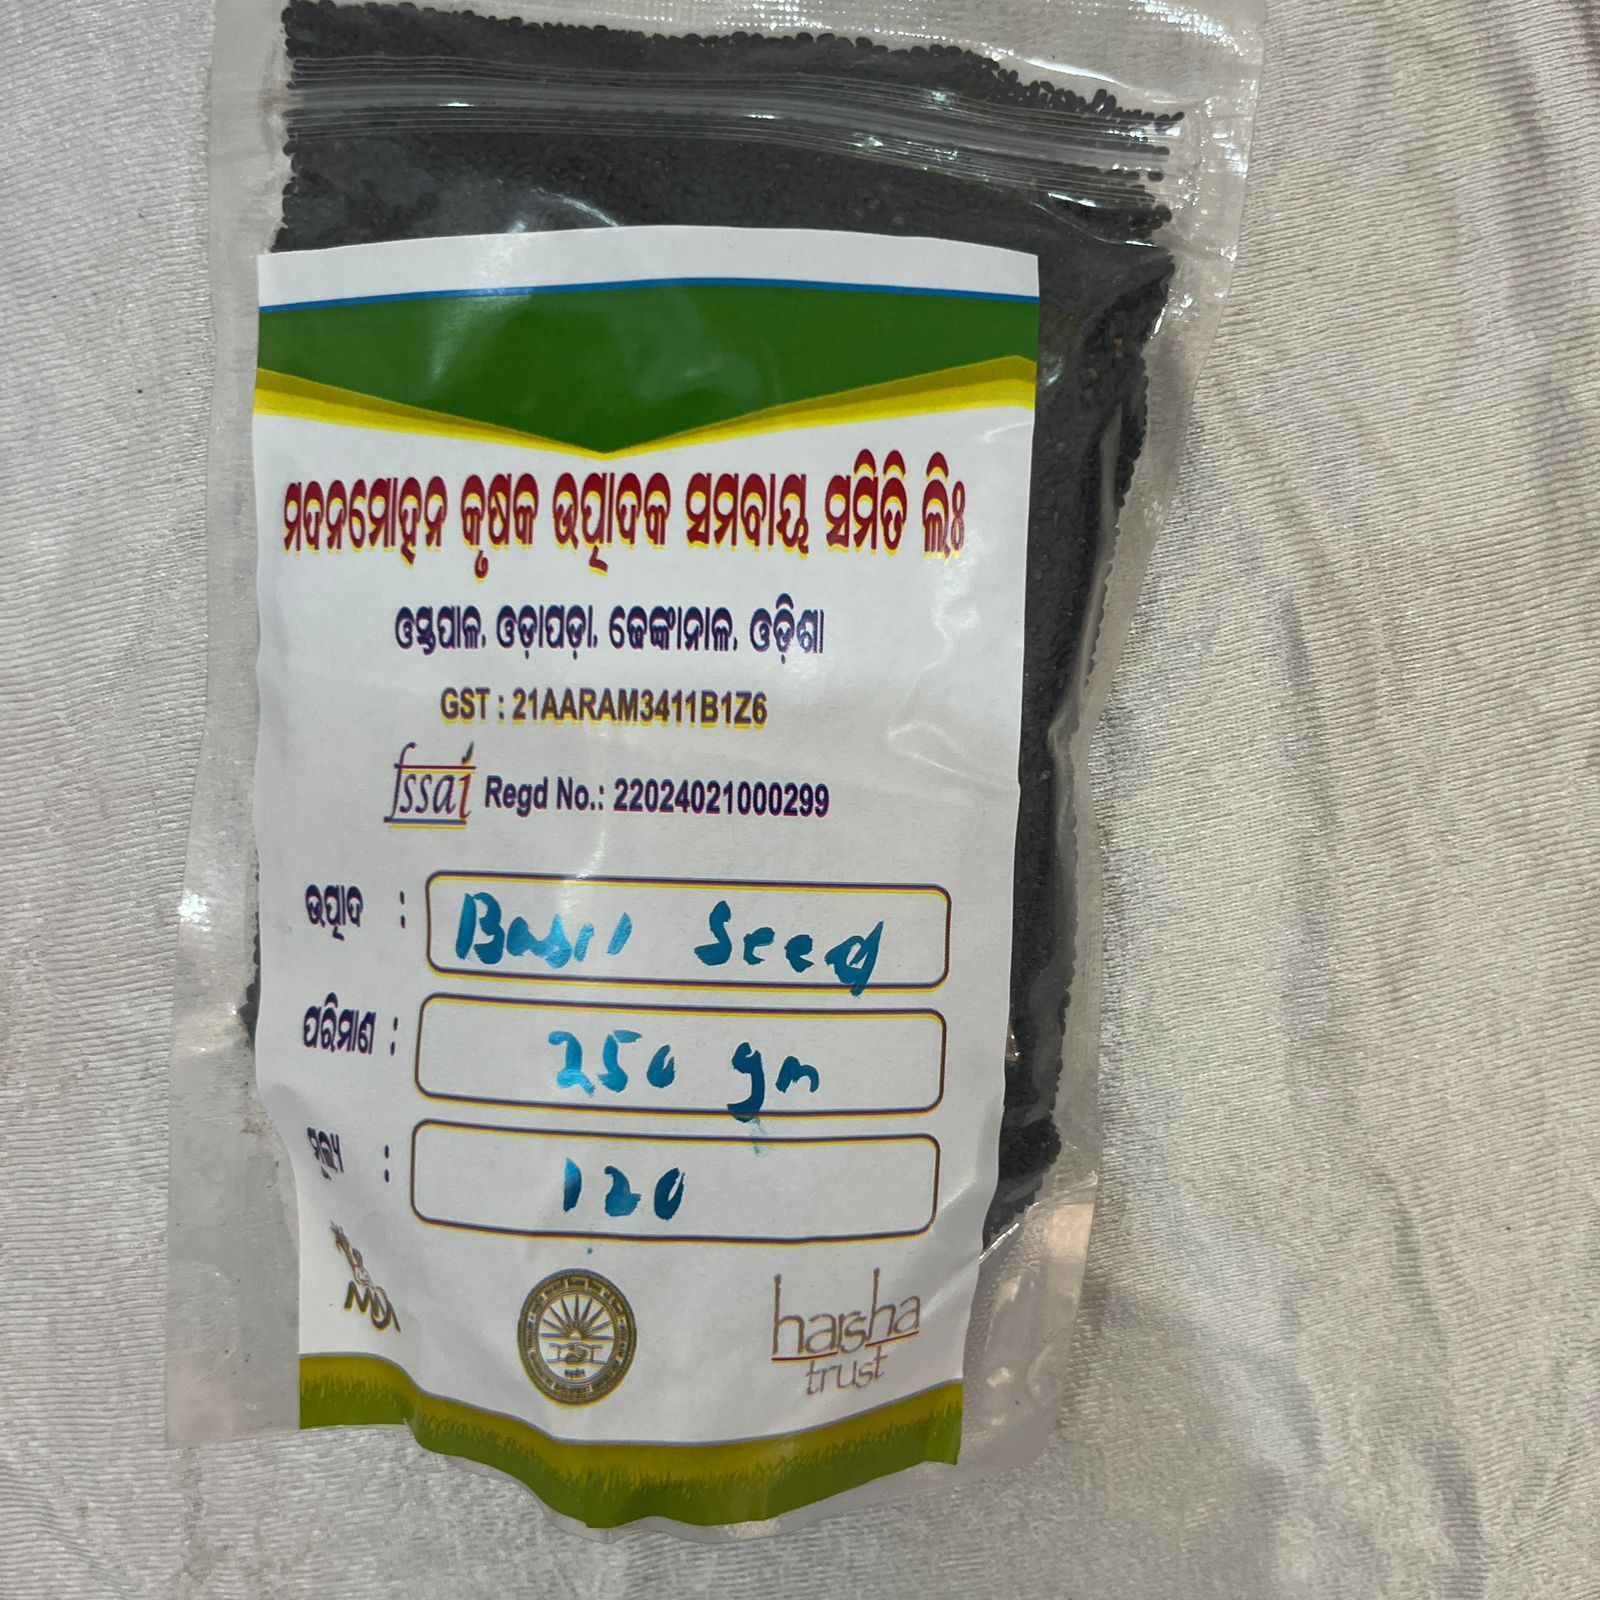 ମଦନମୋହନ କୃଷକ ଉତ୍ପାଦକ ସମବାୟ ସମିତି ଲିଃ
ଓସ୍ତପାଳ, ଓଡ଼ାପଡ଼ା, ଢେଙ୍କାନାଳ, ଓଡ଼ିଶା
GST : 21AARAM3411B1Z6
fssai Regd No.: 22024021000299
ଉତ୍ପାଦ : Basil Seed
ପରିମାଣ : 250 gm
ମୂଲ୍ୟ : 120
harsha
trust